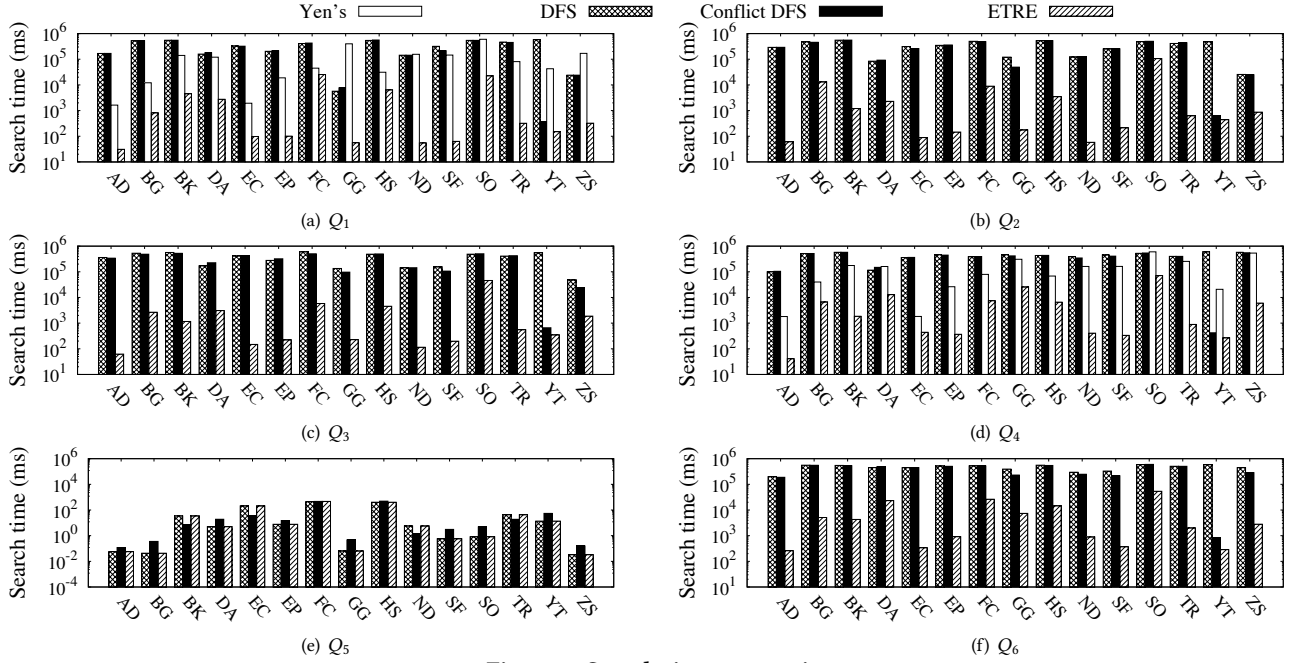 Yen's DFS Conflict DFS ETRE
Search time (ms)
10^6
10^5
10^4
10^3
10^2
10^1
AD BG BK DA EC EP FC GG HS ND SF SO TR YT ZS
(a) Q1
Search time (ms)
10^6
10^5
10^4
10^3
10^2
10^1
AD BG BK DA EC EP FC GG HS ND SF SO TR YT ZS
(b) Q2
Search time (ms)
10^6
10^5
10^4
10^3
10^2
10^1
AD BG BK DA EC EP FC GG HS ND SF SO TR YT ZS
(c) Q3
Search time (ms)
10^6
10^5
10^4
10^3
10^2
10^1
AD BG BK DA EC EP FC GG HS ND SF SO TR YT ZS
(d) Q4
Search time (ms)
10^6
10^4
10^2
10^0
10^-2
10^-4
AD BG BK DA EC EP FC GG HS ND SF SO TR YT ZS
(e) Q5
Search time (ms)
10^6
10^5
10^4
10^3
10^2
10^1
AD BG BK DA EC EP FC GG HS ND SF SO TR YT ZS
(f) Q6